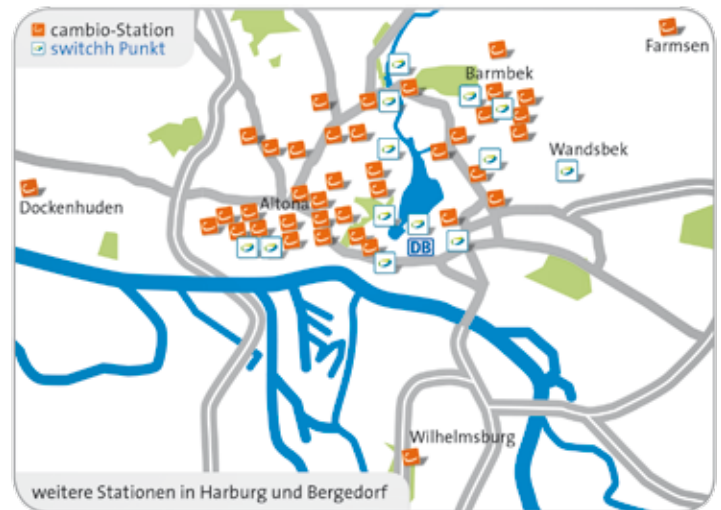 cambio-Station
switchh Punkt
Farmsen
Barmbek
Wandsbek
Dockenhuden
Altona
DB
Wilhelmsburg
weitere Stationen in Harburg und Bergedorf